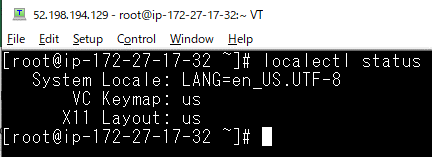 52.198.194.129 - root@ip-172-27-17-32:~ VT
File Edit Setup Control Window Help
[root@ip-172-27-17-32 ~]# localectl status
System Locale: LANG=en_US.UTF-8
VC Keymap: us
X11 Layout: us
[root@ip-172-27-17-32 ~]#